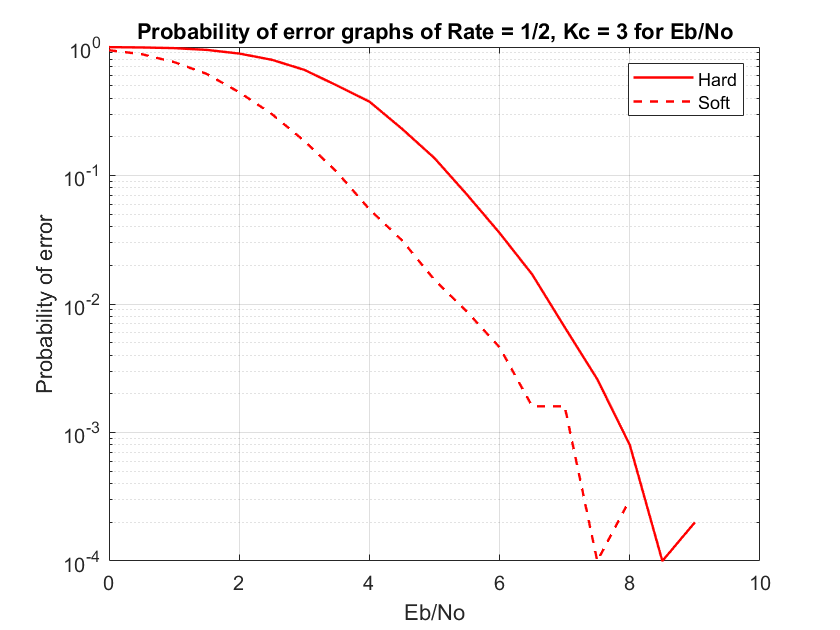 Probability of error graphs of Rate = 1/2, Kc = 3 for Eb/No
Hard
Soft
Probability of error
10^0
10^-1
10^-2
10^-3
10^-4
0 2 4 6 8 10
Eb/No